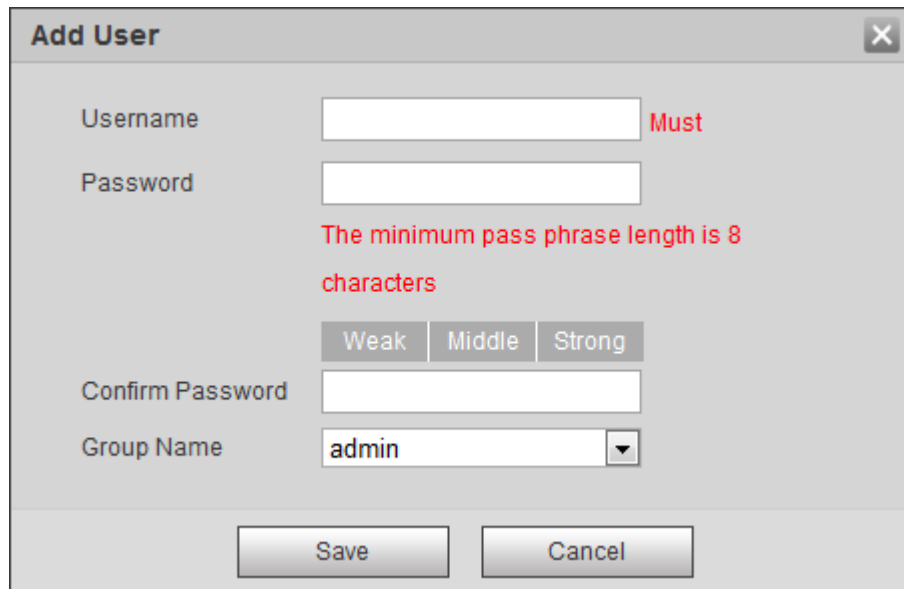 Add User
Username
Must
Password
The minimum pass phrase length is 8
characters
Weak Middle Strong
Confirm Password
Group Name
admin
Save
Cancel